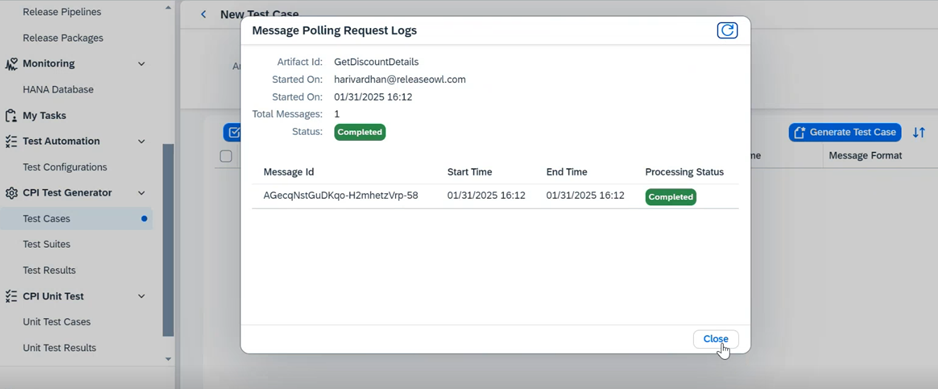 Release Pipelines
Release Packages
Monitoring
HANA Database
My Tasks
Test Automation
Test Configurations
CPI Test Generator
Test Cases
Test Suites
Test Results
CPI Unit Test
Unit Test Cases
Unit Test Results
New Test Case
Message Polling Request Logs
Artifact Id: GetDiscountDetails
Started On: harivardhan@releaseowl.com
Started On: 01/31/2025 16:12
Total Messages: 1
Status: Completed
Message Id Start Time End Time Processing Status
AGecqNstGuDKqo-H2mhetzVrp-58 01/31/2025 16:12 01/31/2025 16:12 Completed
Close
Generate Test Case
Message Format